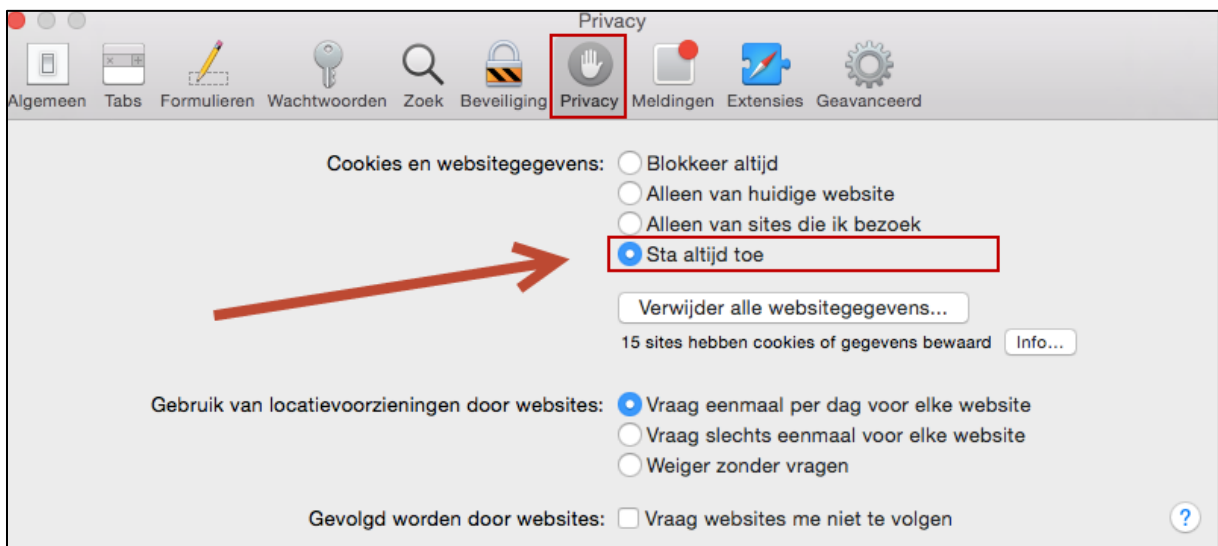 Privacy
Algemeen Tabs Formulieren Wachtwoorden Zoek Beveiliging Privacy Meldingen Extensies Geavanceerd
Cookies en websitegegevens: Blokkeer altijd
Alleen van huidige website
Alleen van sites die ik bezoek
Sta altijd toe
Verwijder alle websitegegevens...
15 sites hebben cookies of gegevens bewaard Info...
Gebruik van locatievoorzieningen door websites: Vraag eenmaal per dag voor elke website
Vraag slechts eenmaal voor elke website
Weiger zonder vragen
Gevolgd worden door websites: Vraag websites me niet te volgen ?